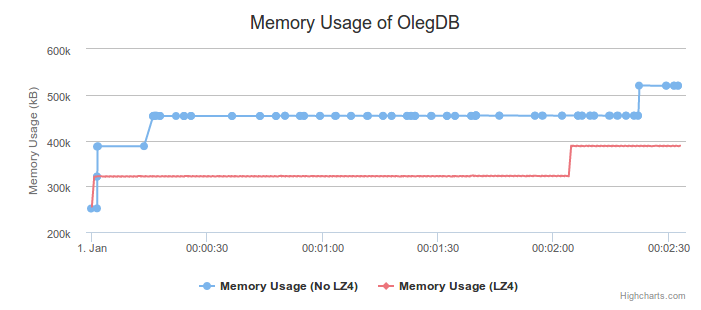 Memory Usage of OlegDB
Memory Usage (kB)
600k
500k
400k
300k
200k
1. Jan
00:00:30
00:01:00
00:01:30
00:02:00
00:02:30
Memory Usage (No LZ4)
Memory Usage (LZ4)
Highcharts.com